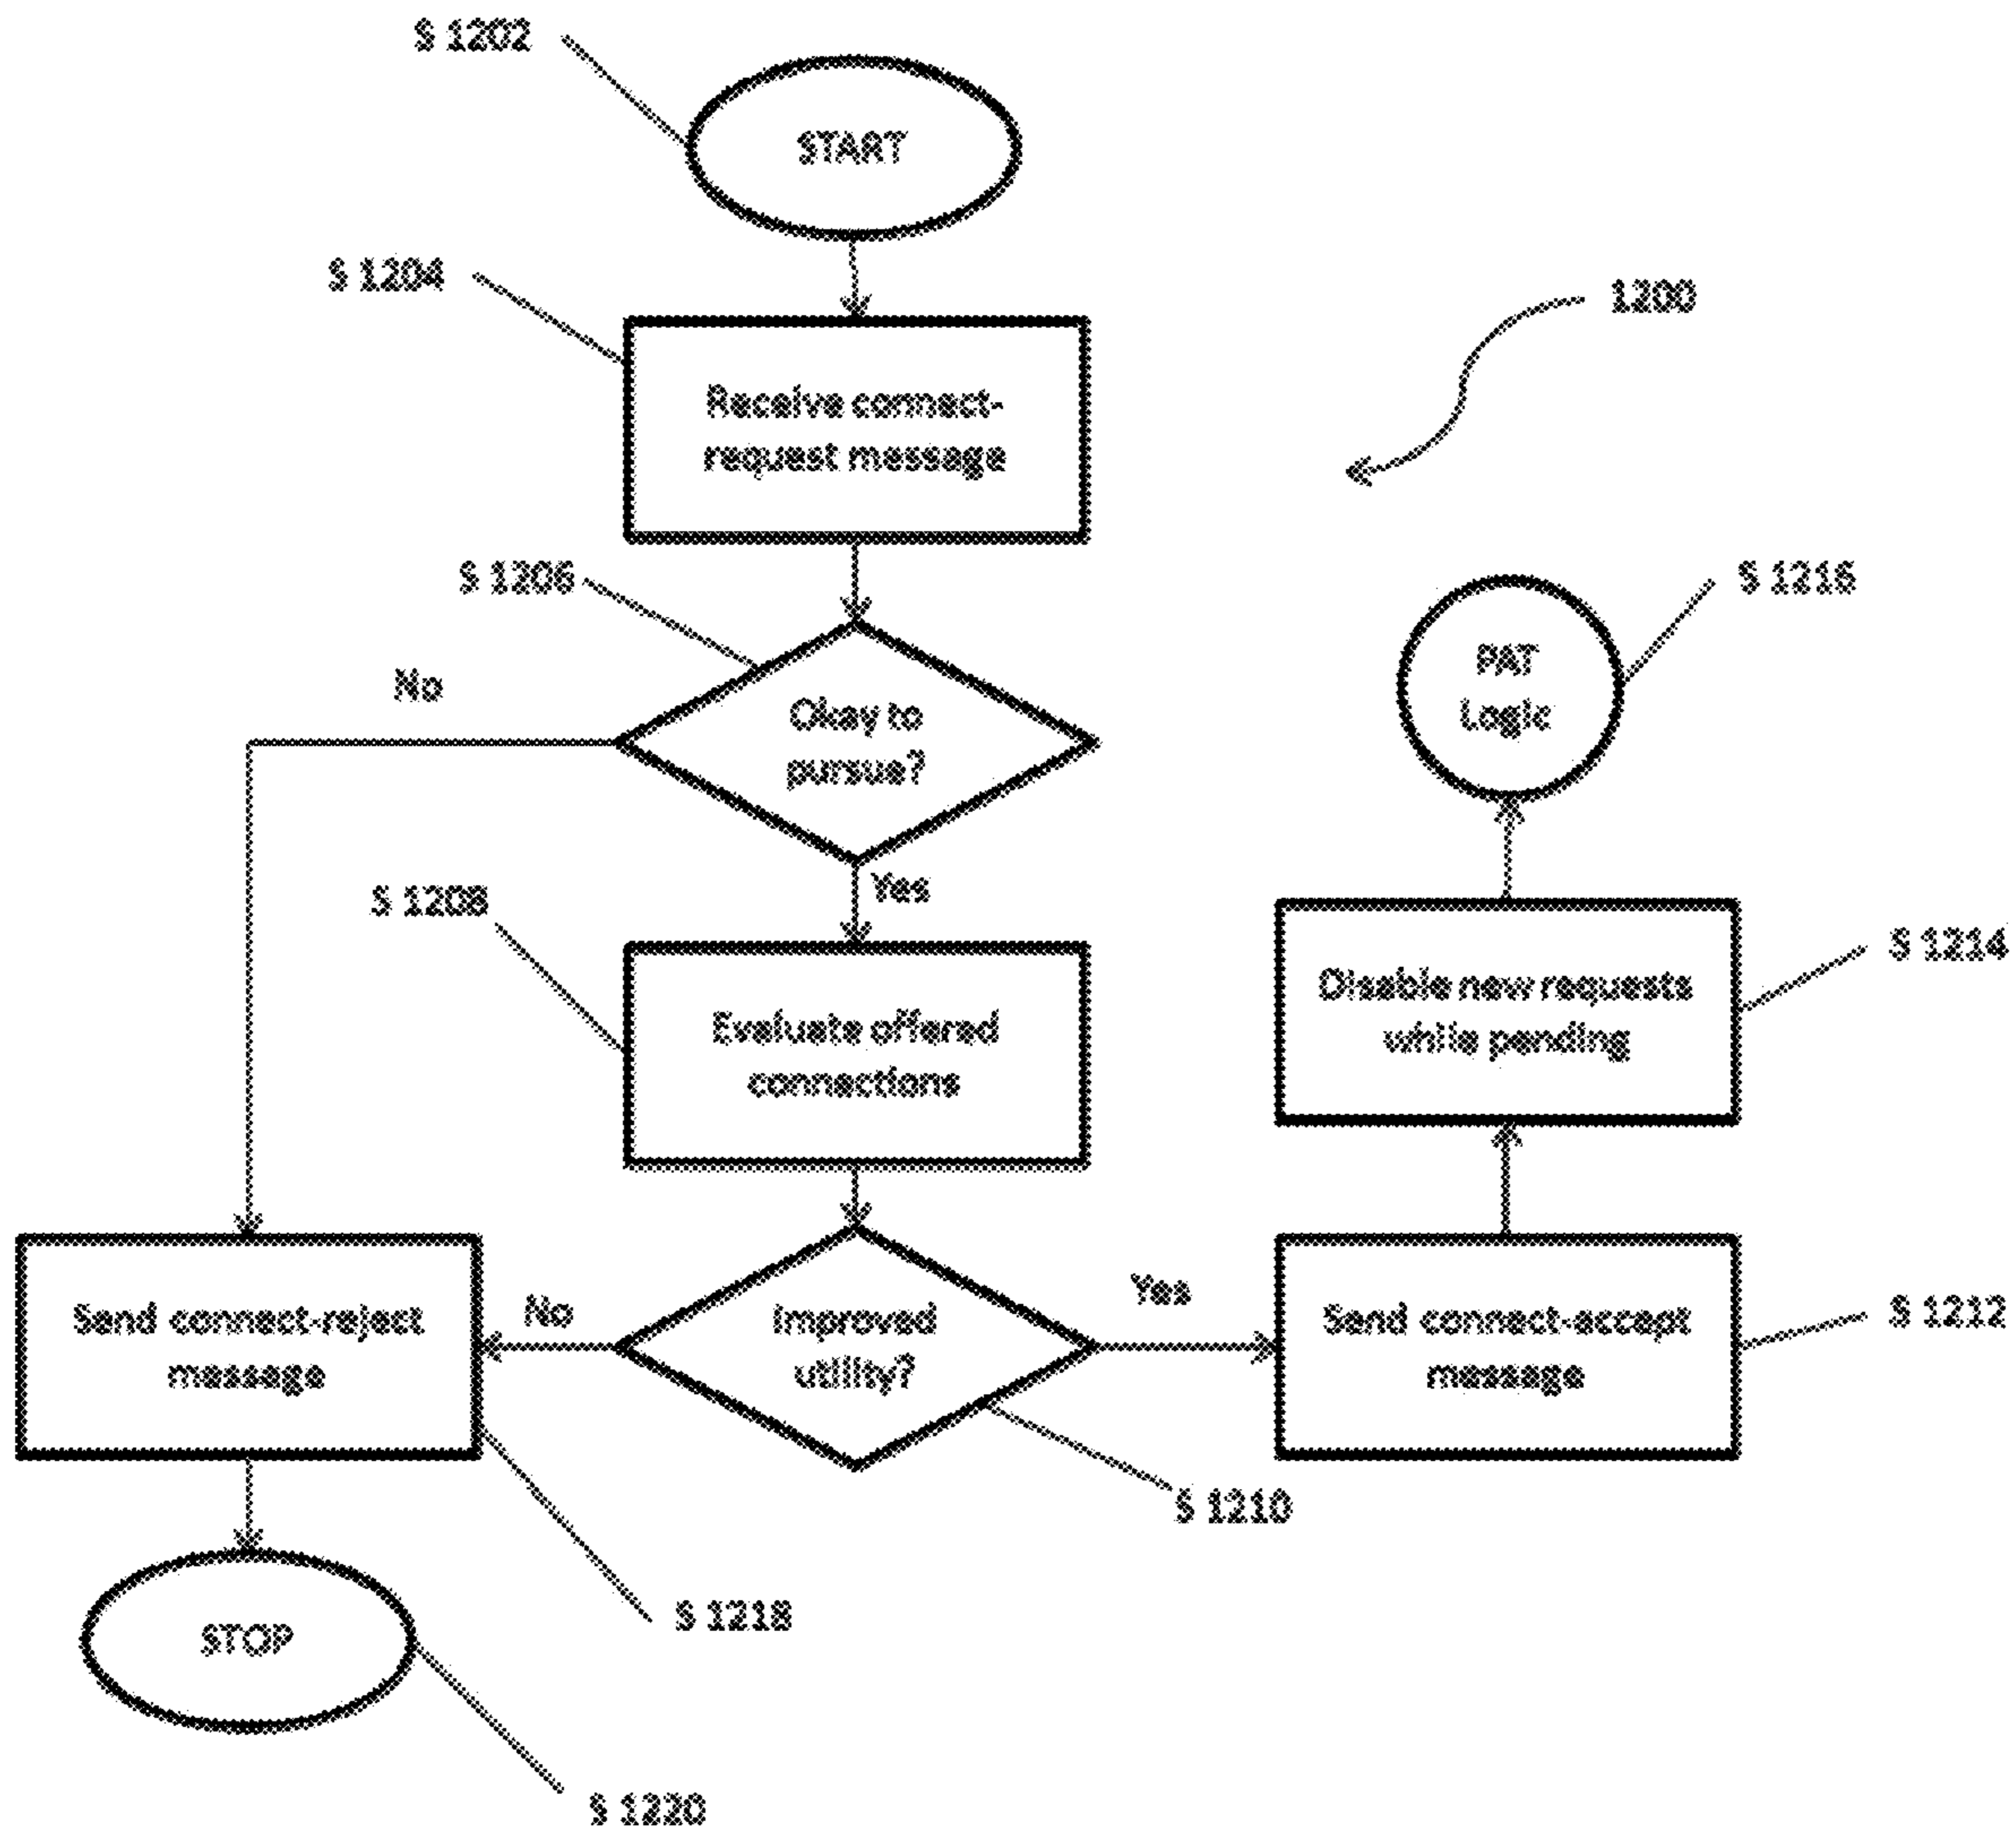 S 1202
START
S 1204
1200
Receive connect-
request message
S 1206
S 1216
No
PAT
Logic
Okay to
pursue?
Yes
S 1208
S 1214
Disable new requests
while pending
Evaluate offered
connections
Send connect-reject
message
No
Improved
utility?
Yes
Send connect-accept
message
S 1212
S 1210
S 1218
STOP
S 1220